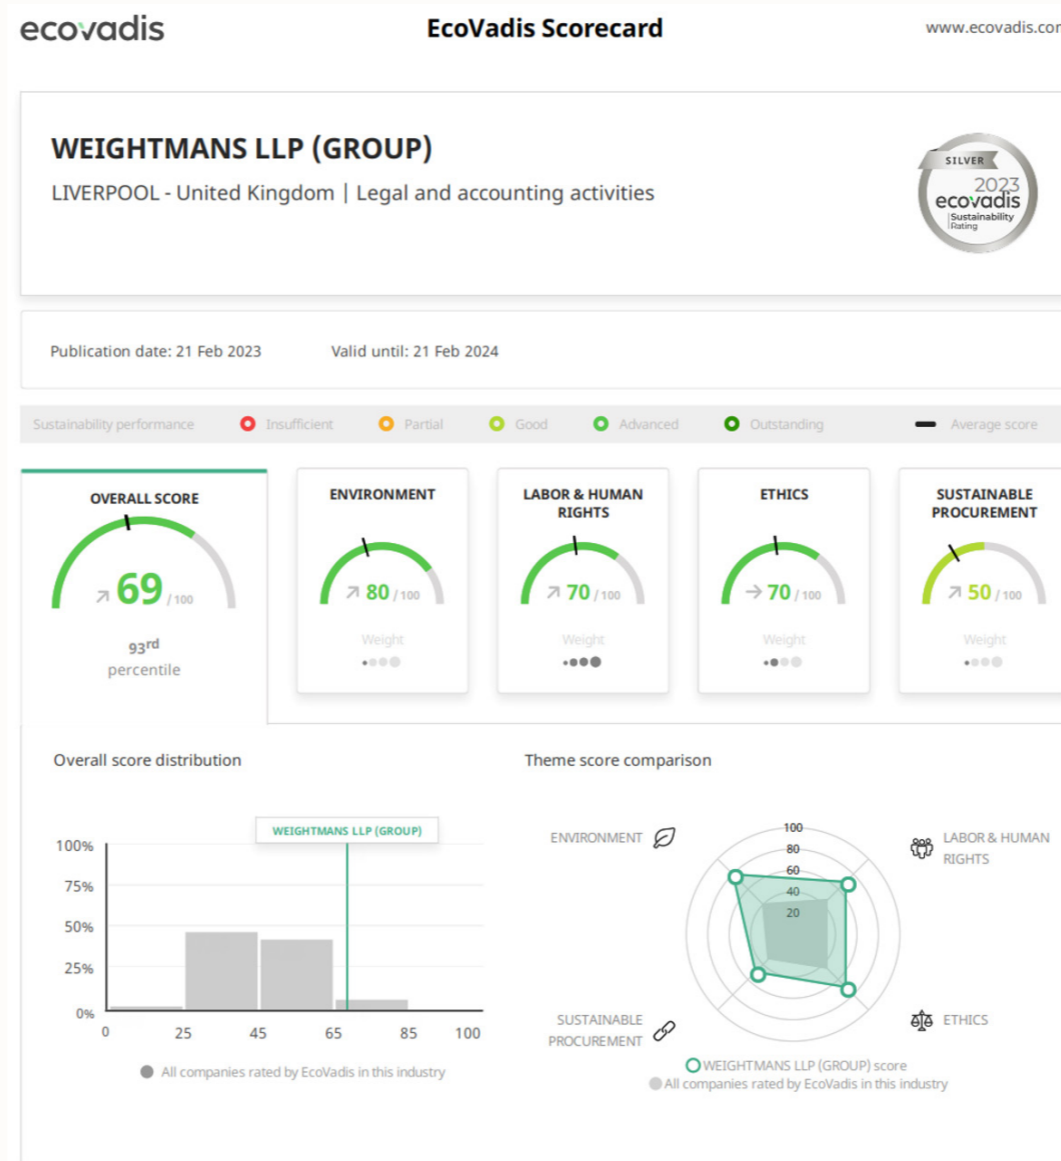 ecovadis
EcoVadis Scorecard
www.ecovadis.com
WEIGHTMANS LLP (GROUP)
LIVERPOOL - United Kingdom | Legal and accounting activities
SILVER
2023
ecovadis
Sustainability
Rating
Publication date: 21 Feb 2023
Valid until: 21 Feb 2024
Sustainability performance
Insufficient
Partial
Good
Advanced
Outstanding
Average score
OVERALL SCORE
69 / 100
93rd
percentile
ENVIRONMENT
80 / 100
Weight
LABOR & HUMAN
RIGHTS
70 / 100
Weight
ETHICS
70 / 100
Weight
SUSTAINABLE
PROCUREMENT
50 / 100
Weight
Overall score distribution
WEIGHTMANS LLP (GROUP)
100%
75%
50%
25%
0%
0 25 45 65 85 100
All companies rated by EcoVadis in this industry
Theme score comparison
ENVIRONMENT
LABOR & HUMAN
RIGHTS
100
80
60
40
20
SUSTAINABLE
PROCUREMENT
ETHICS
WEIGHTMANS LLP (GROUP) score
All companies rated by EcoVadis in this industry